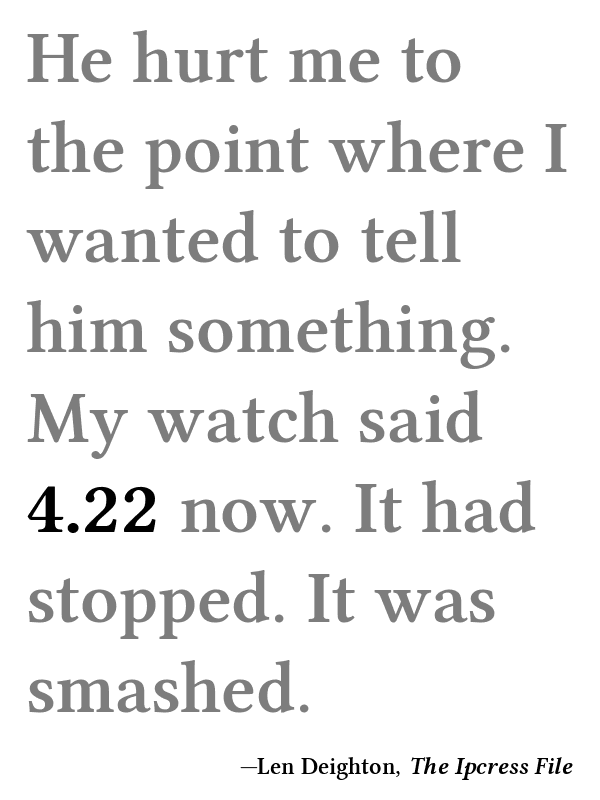 He hurt me to
the point where I
wanted to tell
him something.
My watch said
4.22 now. It had
stopped. It was
smashed.
—Len Deighton, The Ipcress File